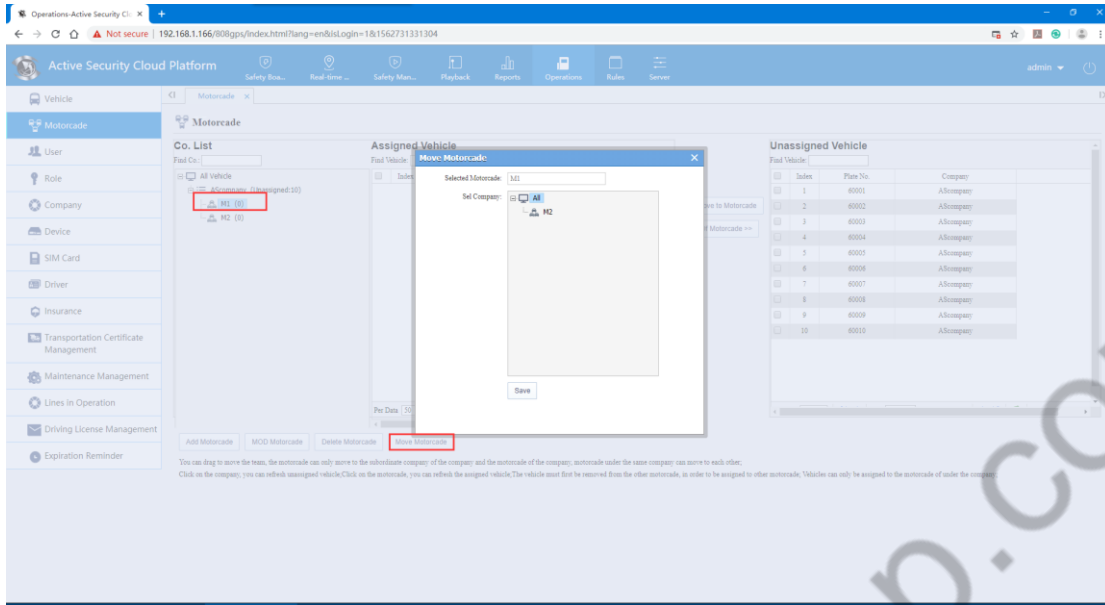 Operations-Active Security Cl
Not secure | 192.168.1.166/808gps/index.html?lang=en&isLogin=1&1562731331304
Active Security Cloud Platform
Safety Boa... Real-time ... Safety Man... Playback Reports Operations Rules Server
admin
Vehicle
Motorcade
User
Role
Company
Device
SIM Card
Driver
Insurance
Transportation Certificate
Management
Maintenance Management
Lines in Operation
Driving License Management
Expiration Reminder
Motorcade
Motorcade
Co. List
Find Co.:
All Vehicle
AScompany (Unassigned:10)
M1 (0)
M2 (0)
Assigned Vehicle
Find Vehicle:
Index
Per Data 50
Move Motorcade
Selected Motorcade: M1
Sel Company: All
M2
Save
ve to Motorcade
f Motorcade <<
Unassigned Vehicle
Find Vehicle:
Index Plate No. Company
1 60001 AScompany
2 60002 AScompany
3 60003 AScompany
4 60004 AScompany
5 60005 AScompany
6 60006 AScompany
7 60007 AScompany
8 60008 AScompany
9 60009 AScompany
10 60010 AScompany
Add Motorcade MOD Motorcade Delete Motorcade Move Motorcade
You can drag to move the team, the motorcade can only move to the subordinate company of the company and the motorcade of the company, motorcade under the same company can move to each other;
Click on the company, you can refresh unassigned vehicle;Click on the motorcade, you can refresh the assigned vehicle,The vehicle must first be removed from the other motorcade, in order to be assigned to other motorcade, Vehicles can only be assigned to the motorcade of under the company;